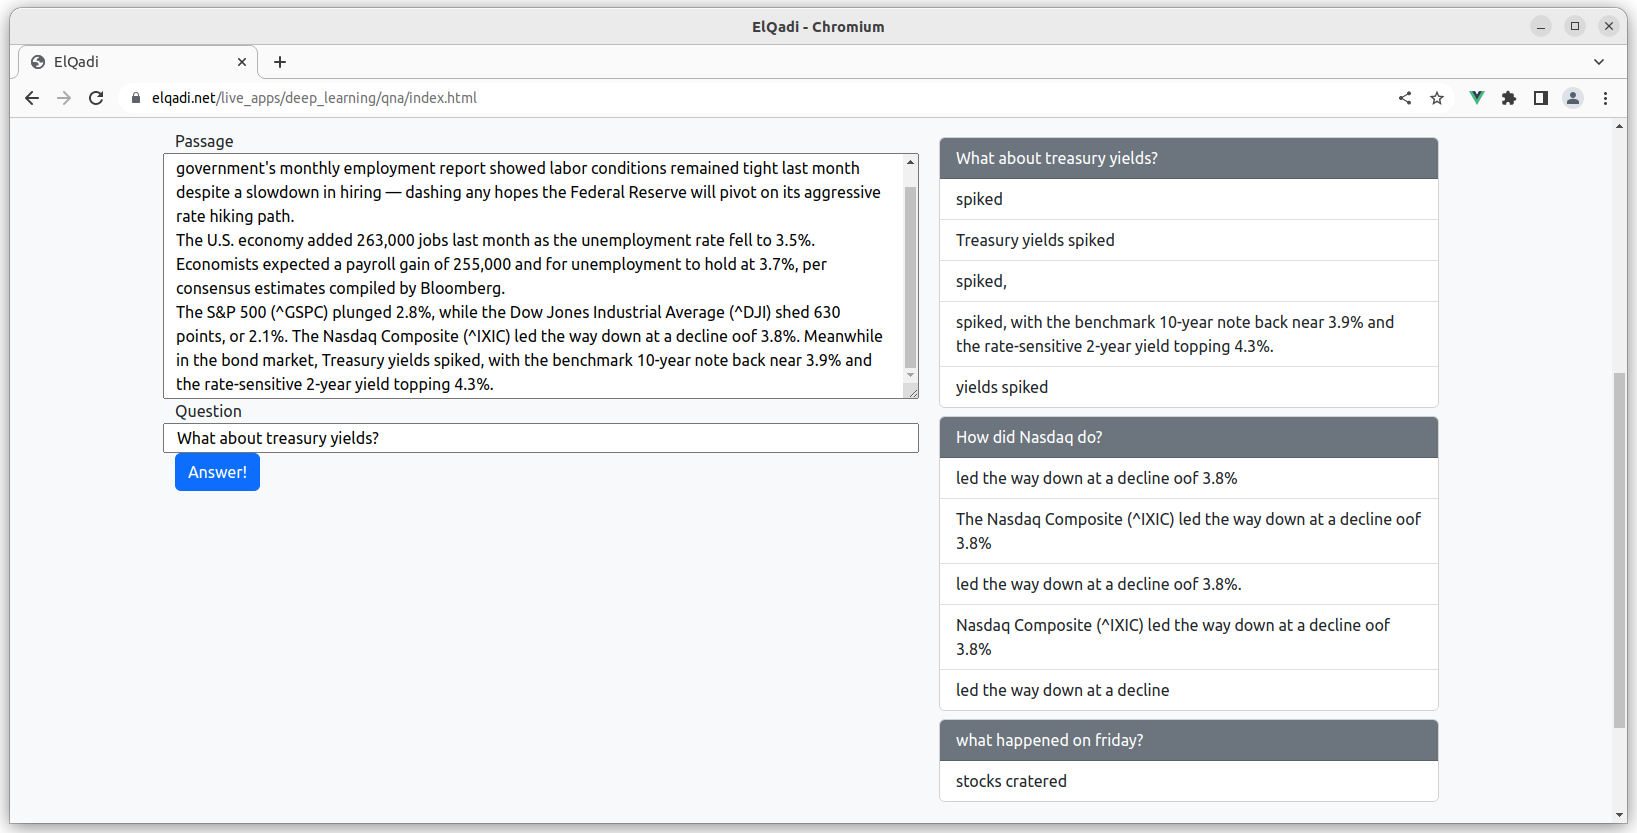 ElQadi - Chromium
ElQadi
elqadi.net/live_apps/deep_learning/qna/index.html
Passage
government's monthly employment report showed labor conditions remained tight last month
despite a slowdown in hiring — dashing any hopes the Federal Reserve will pivot on its aggressive
rate hiking path.
The U.S. economy added 263,000 jobs last month as the unemployment rate fell to 3.5%.
Economists expected a payroll gain of 255,000 and for unemployment to hold at 3.7%, per
consensus estimates compiled by Bloomberg.
The S&P 500 (^GSPC) plunged 2.8%, while the Dow Jones Industrial Average (^DJI) shed 630
points, or 2.1%. The Nasdaq Composite (^IXIC) led the way down at a decline oof 3.8%. Meanwhile
in the bond market, Treasury yields spiked, with the benchmark 10-year note back near 3.9% and
the rate-sensitive 2-year yield topping 4.3%.
Question
What about treasury yields?
Answer!
What about treasury yields?
spiked
Treasury yields spiked
spiked,
spiked, with the benchmark 10-year note back near 3.9% and
the rate-sensitive 2-year yield topping 4.3%.
yields spiked
How did Nasdaq do?
led the way down at a decline oof 3.8%
The Nasdaq Composite (^IXIC) led the way down at a decline oof
3.8%
led the way down at a decline oof 3.8%.
Nasdaq Composite (^IXIC) led the way down at a decline oof
3.8%
led the way down at a decline
what happened on friday?
stocks cratered